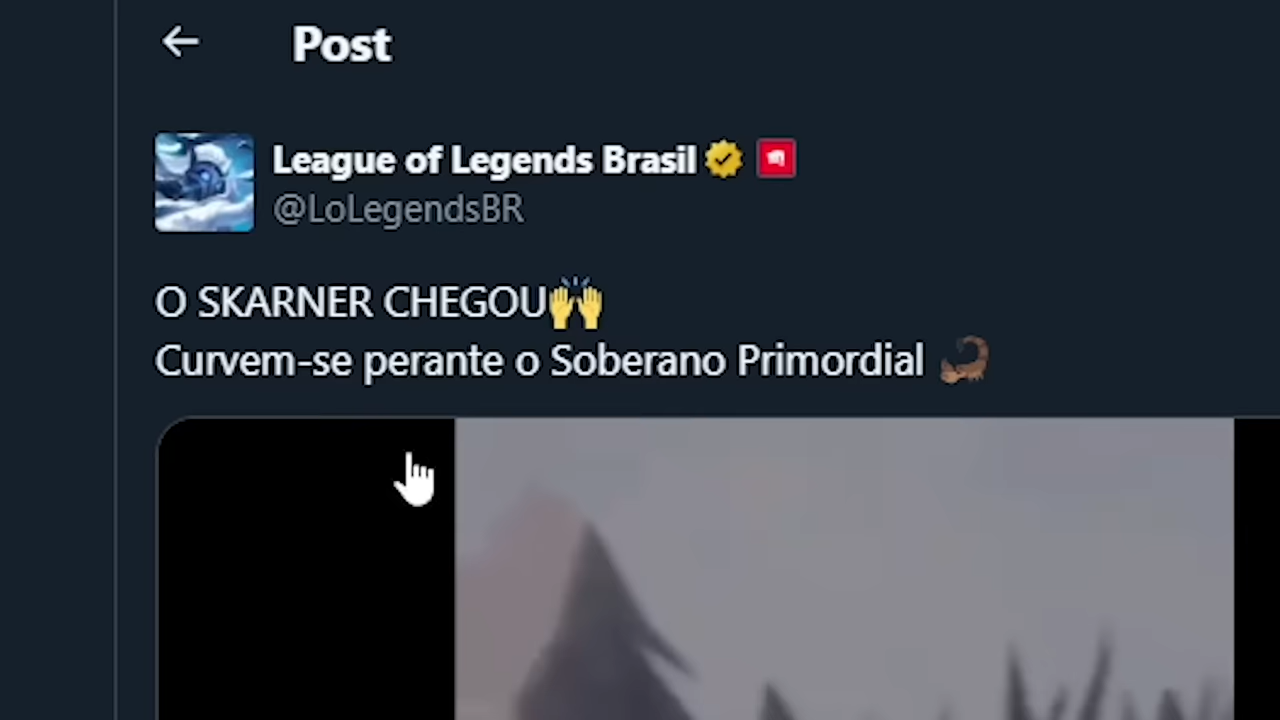 Post
League of Legends Brasil
@LoLegendsBR
O SKARNER CHEGOU🙌
Curvem-se perante o Soberano Primordial 🦂